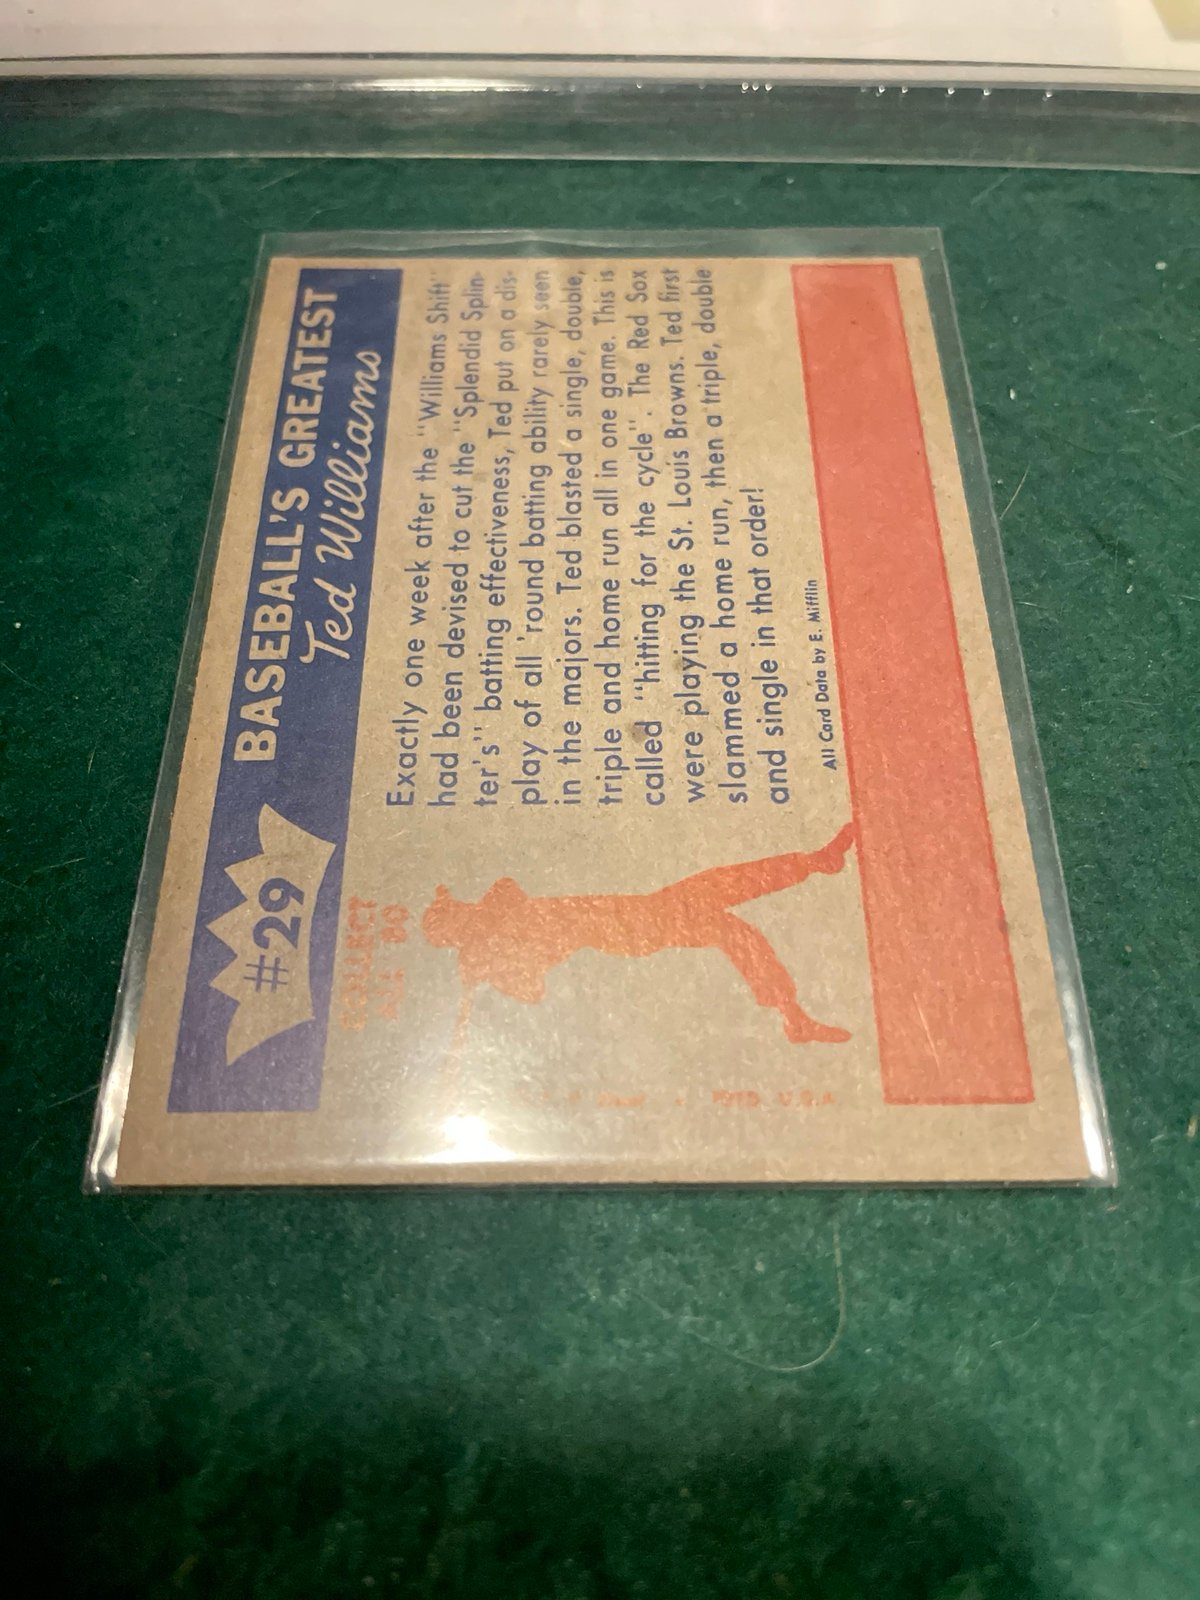 #29
BASEBALL'S GREATEST
Ted Williams
COLLECT
ALL 80
Exactly one week after the "Williams Shift"
had been devised to cut the "Splendid Splin-
ter's" batting effectiveness, Ted put on a dis-
play of all 'round batting ability rarely seen
in the majors. Ted blasted a single, double,
triple and home run all in one game. This is
called "hitting for the cycle". The Red Sox
were playing the St. Louis Browns. Ted first
slammed a home run, then a triple, double
and single in that order!
All Card Data by E. Mifflin
U.S.A.